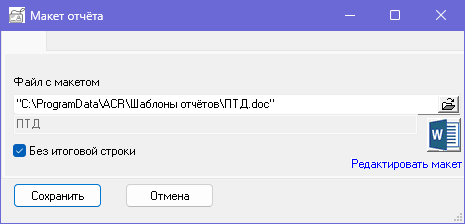 Макет отчёта
Файл с макетом
"C:\ProgramData\ACR\Шаблоны отчётов\ПТД.doc"
ПТД
W
Без итоговой строки
Редактировать макет
Сохранить
Отмена